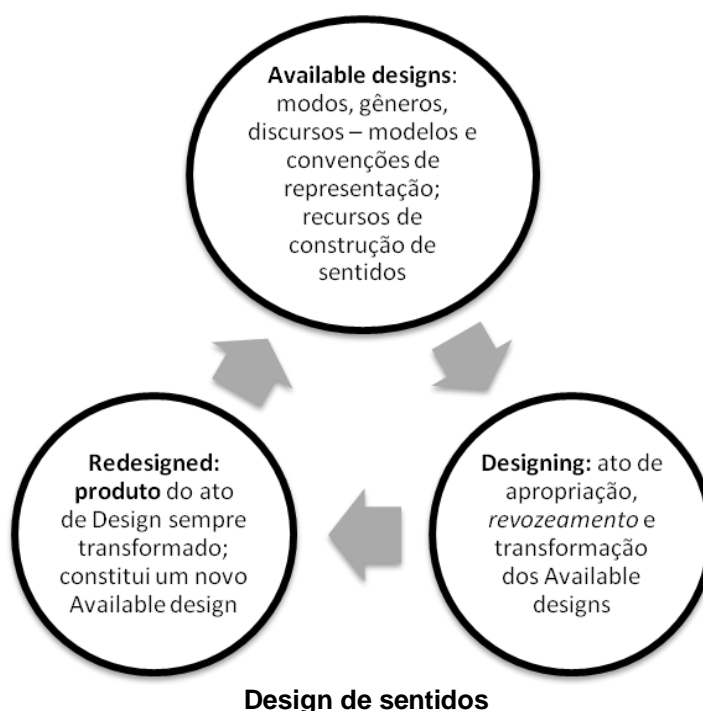 Available designs:
modos, gêneros,
discursos – modelos e
convenções de
representação;
recursos de
construção de
sentidos
Redesigned:
produto do ato
de Design sempre
transformado;
constitui um novo
Available design
Designing: ato de
apropriação,
revozeamento e
transformação
dos Available
designs
Design de sentidos